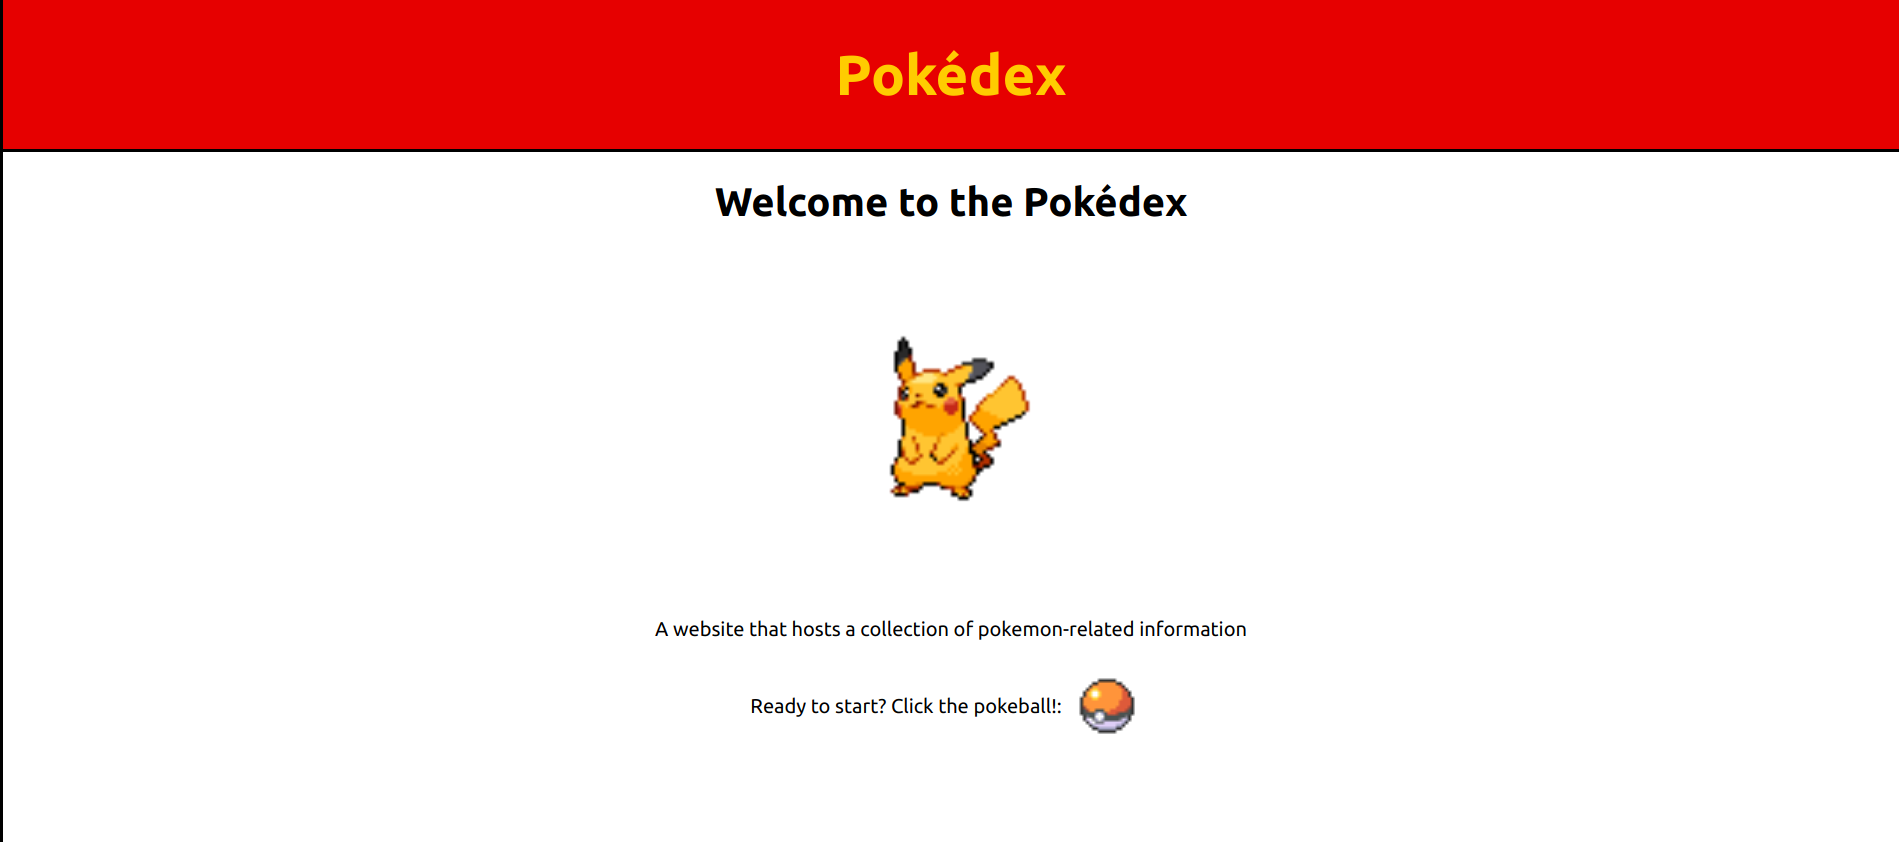 Pokédex
Welcome to the Pokédex
A website that hosts a collection of pokemon-related information
Ready to start? Click the pokeball!: